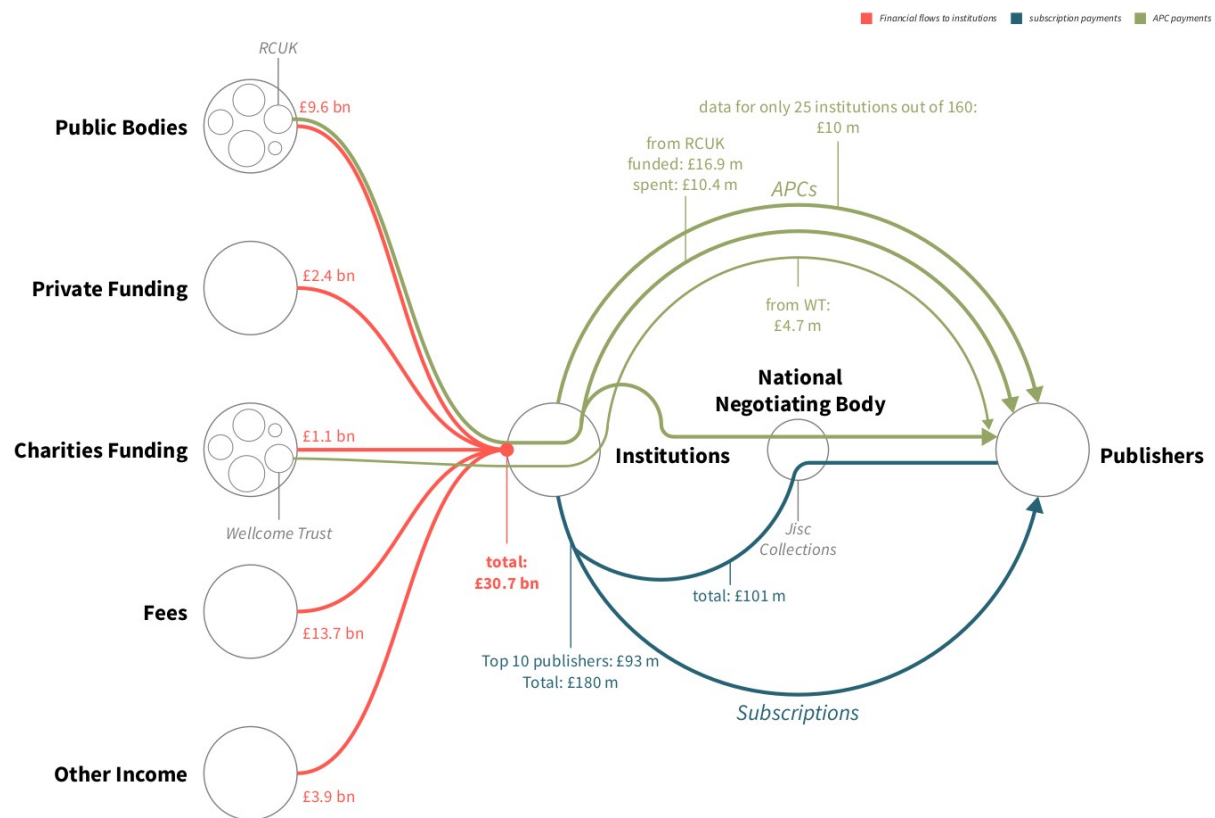 Financial flows to institutions
subscription payments
APC payments
RCUK
£9.6 bn
Public Bodies
data for only 25 institutions out of 160:
£10 m
from RCUK
funded: £16.9 m
spent: £10.4 m
APCs
£2.4 bn
Private Funding
from WT:
£4.7 m
National
Negotiating Body
£1.1 bn
Charities Funding
Institutions
Publishers
Wellcome Trust
Jisc
Collections
total:
£30.7 bn
total: £101 m
Fees
£13.7 bn
Top 10 publishers: £93 m
Total: £180 m
Subscriptions
Other Income
£3.9 bn